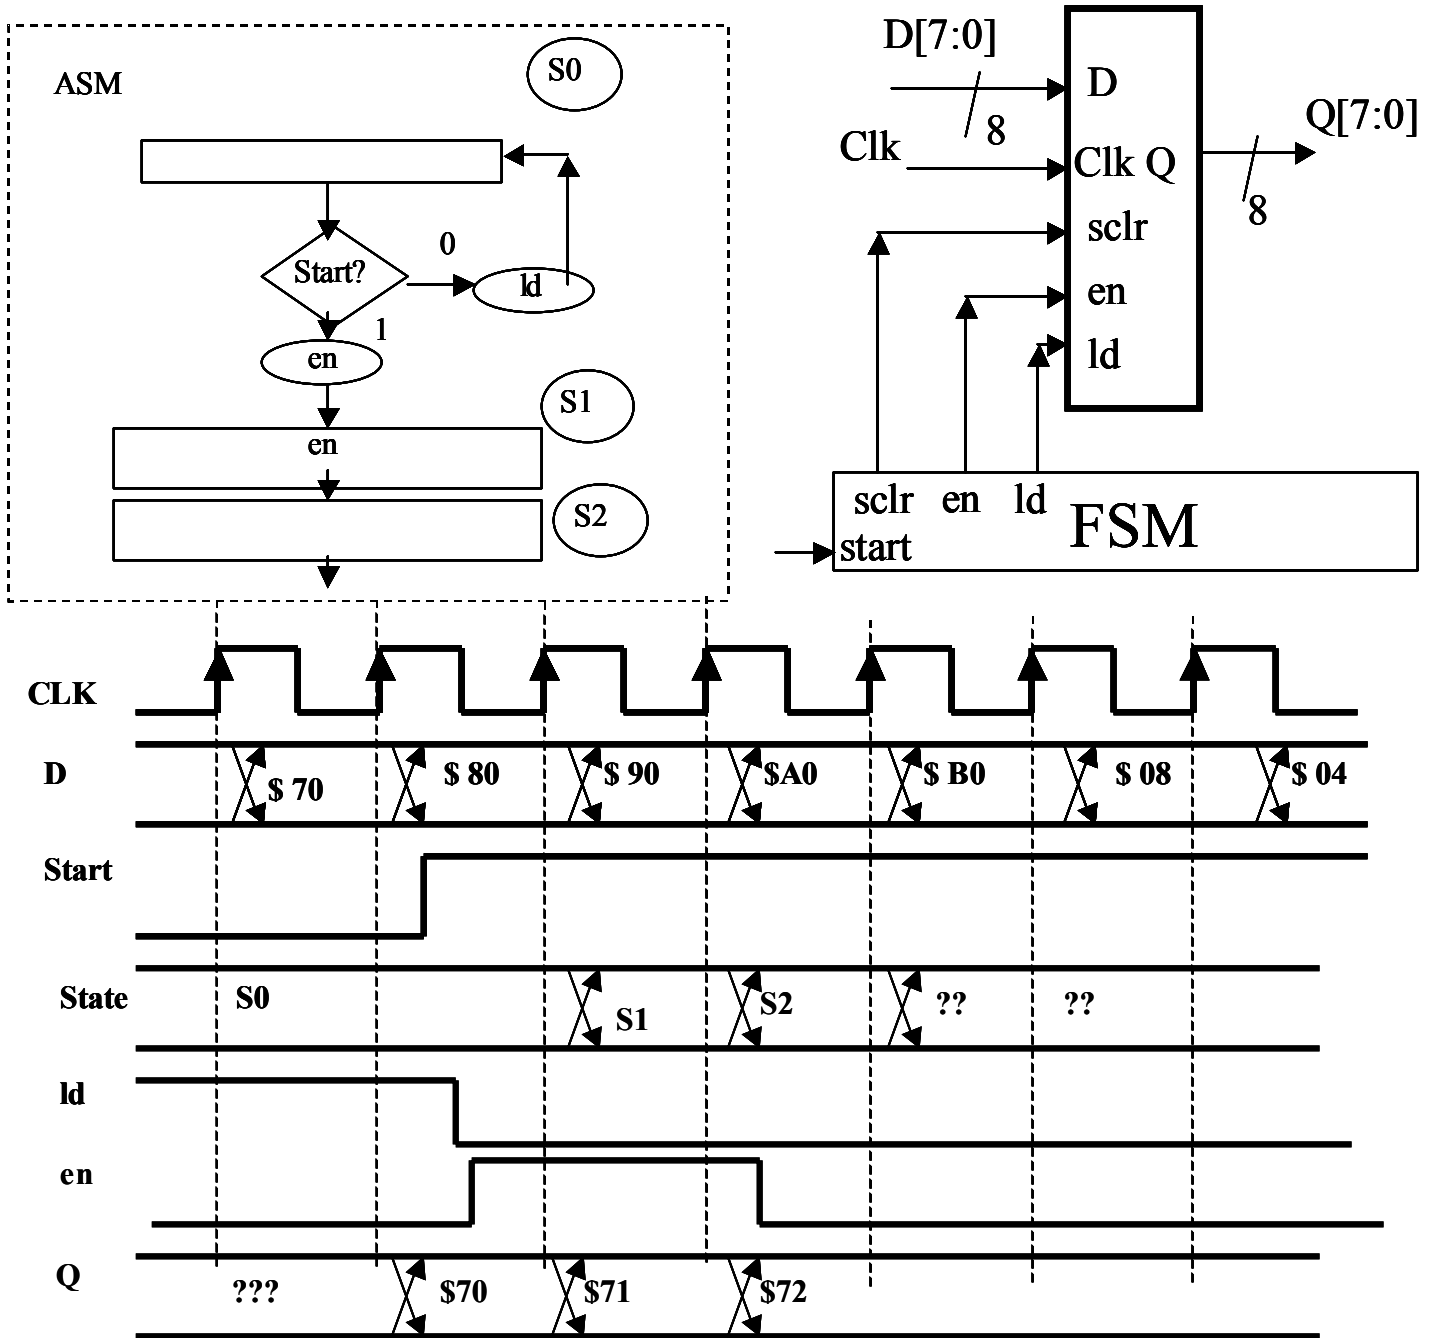 ASM
S0
Start?
0
ld
1
en
S1
en
S2
D[7:0]
8
D
Clk
Clk Q
Q[7:0]
8
sclr
en
ld
sclr en ld
FSM
start
CLK
D
$ 70
$ 80
$ 90
$A0
$ B0
$ 08
$ 04
Start
State
S0
S1
S2
??
??
ld
en
Q
???
$70
$71
$72